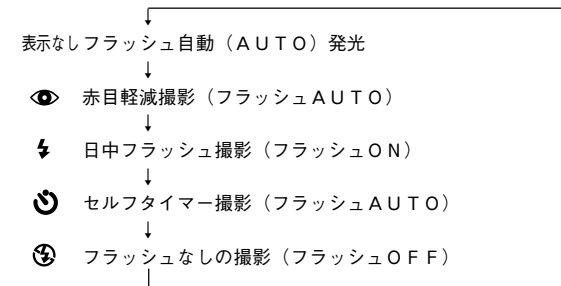 表示なしフラッシュ自動（ＡＵＴＯ）発光
赤目軽減撮影（フラッシュＡＵＴＯ）
日中フラッシュ撮影（フラッシュＯＮ）
セルフタイマー撮影（フラッシュＡＵＴＯ）
フラッシュなしの撮影（フラッシュＯＦＦ）